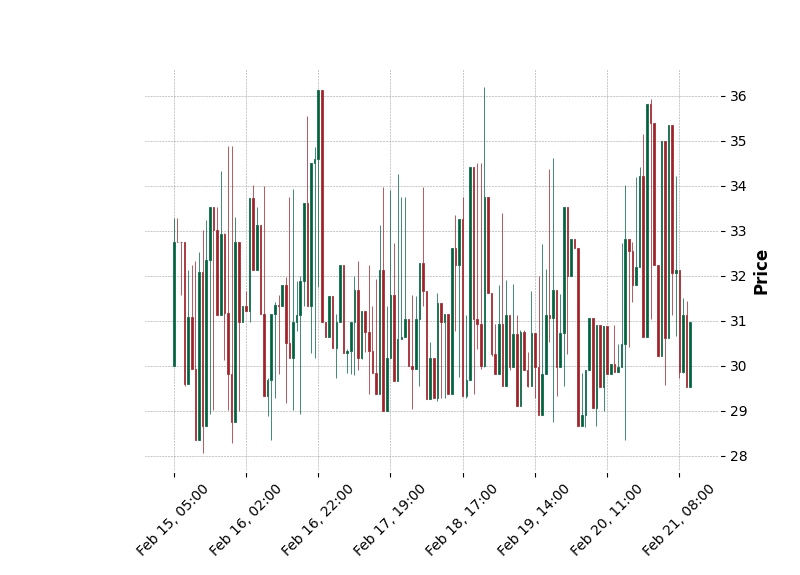 36
35
34
33
32
31
30
29
28
Price
Feb 15, 05:00
Feb 16, 02:00
Feb 16, 22:00
Feb 17, 19:00
Feb 18, 17:00
Feb 19, 14:00
Feb 20, 11:00
Feb 21, 08:00